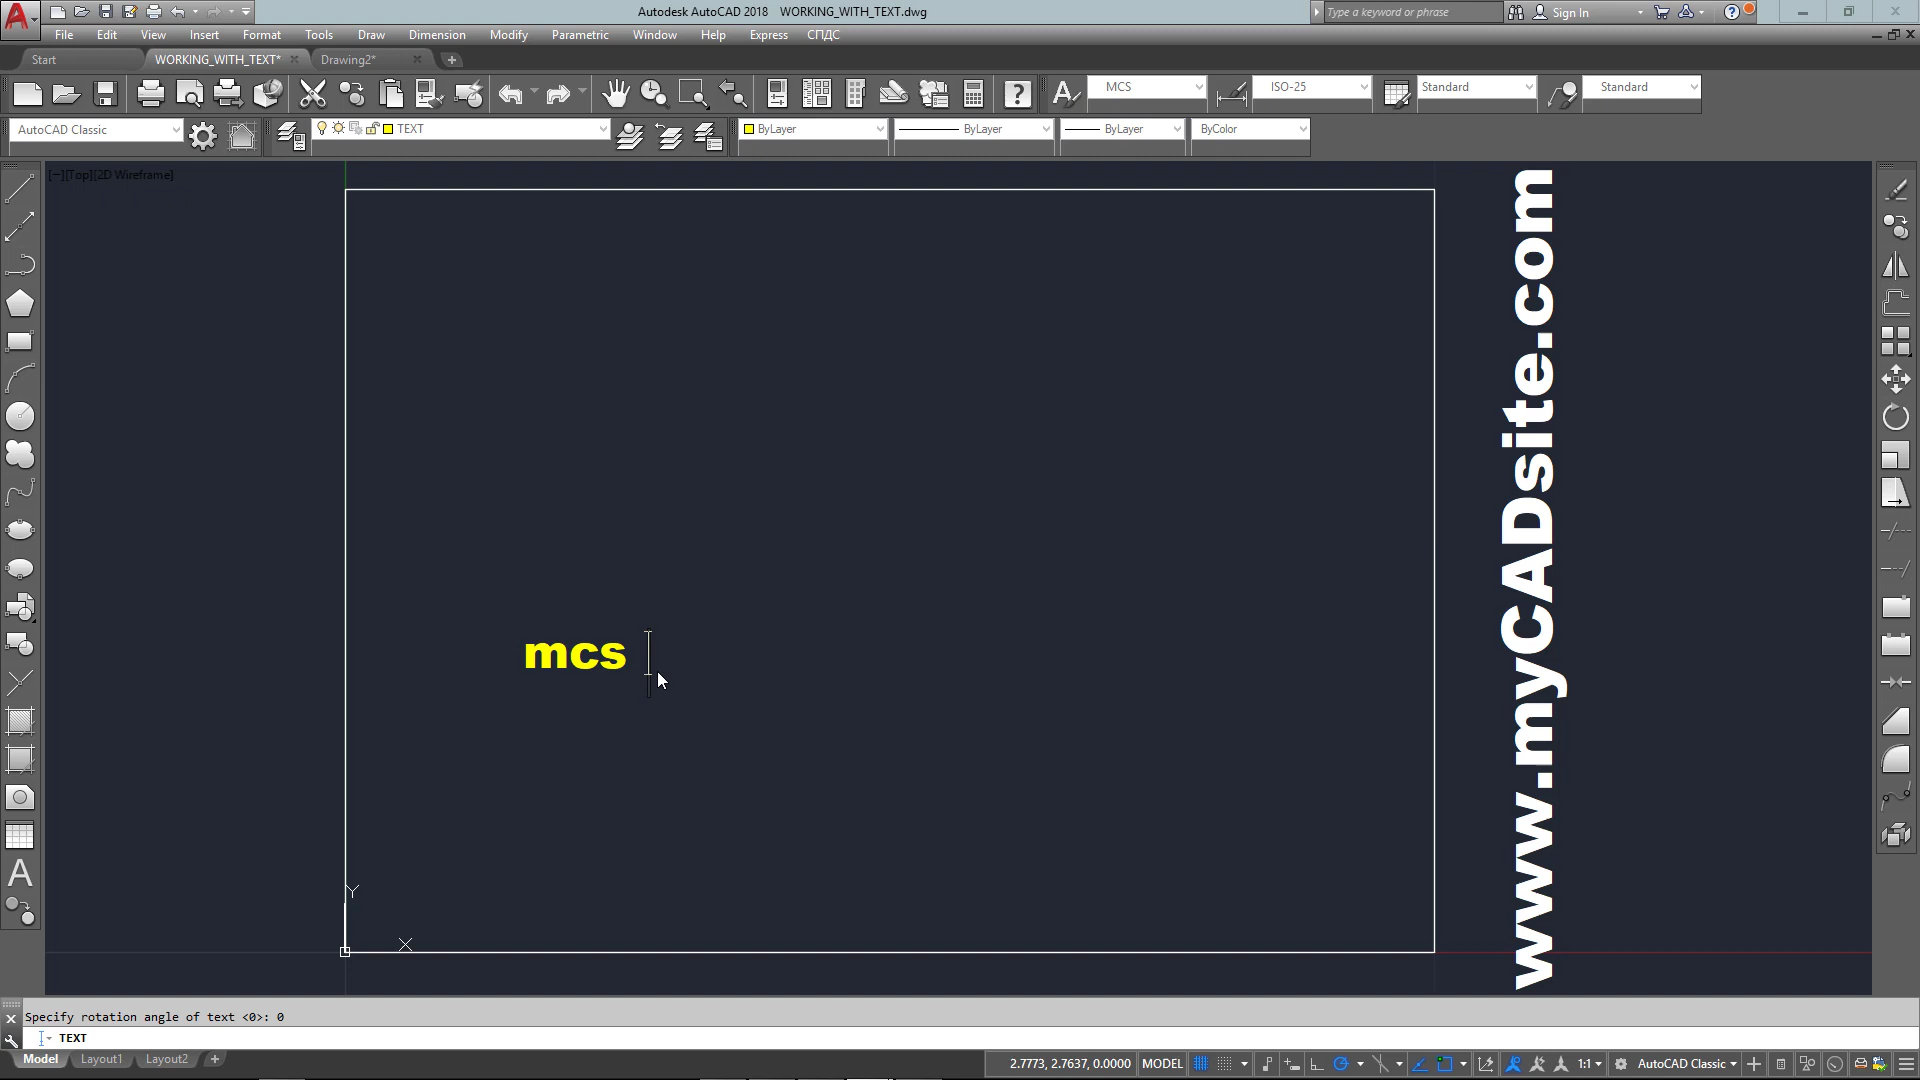 Autodesk AutoCAD 2018 WORKING_WITH_TEXT.dwg
Type a keyword or phrase
Sign In
File Edit View Insert Format Tools Draw Dimension Modify Parametric Window Help Express СПДС
Start WORKING_WITH_TEXT* Drawing2*
MCS ISO-25 Standard Standard
AutoCAD Classic TEXT ByLayer ByLayer ByLayer ByColor
[−][Top][2D Wireframe]
mcs
www.myCADsite.com
Y
X
A
Specify rotation angle of text <0>: 0
TEXT
Model Layout1 Layout2 +
2.7773, 2.7637, 0.0000 MODEL 1:1 AutoCAD Classic